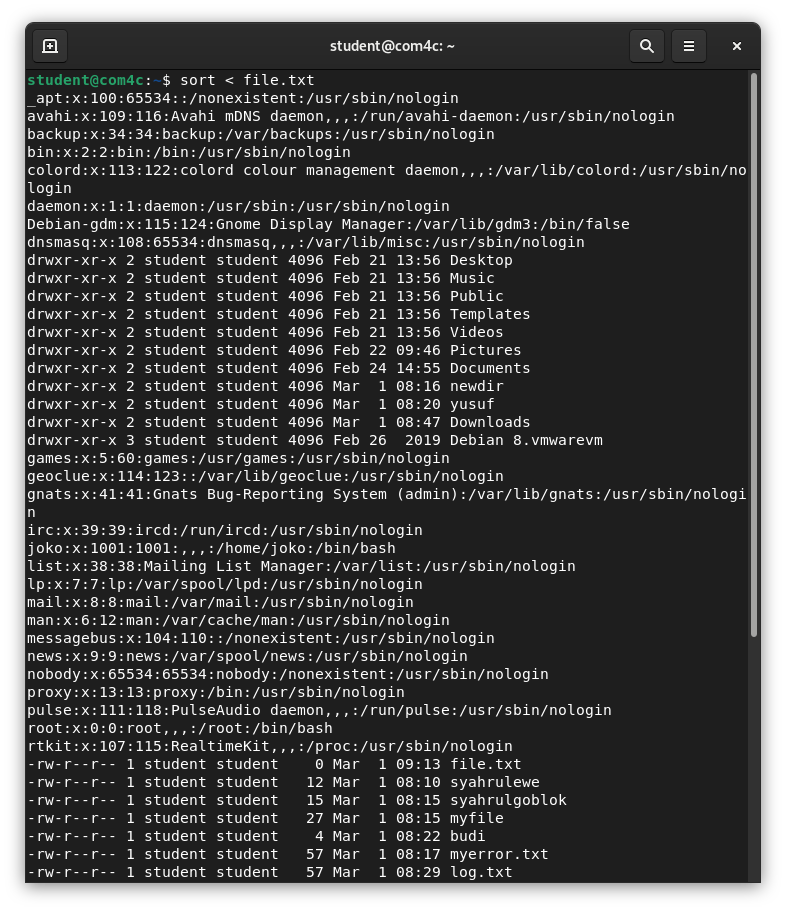 student@com4c: ~
student@com4c:~$ sort < file.txt
_apt:x:100:65534::/nonexistent:/usr/sbin/nologin
avahi:x:109:116:Avahi mDNS daemon,,,:/run/avahi-daemon:/usr/sbin/nologin
backup:x:34:34:backup:/var/backups:/usr/sbin/nologin
bin:x:2:2:bin:/bin:/usr/sbin/nologin
colord:x:113:122:colord colour management daemon,,,:/var/lib/colord:/usr/sbin/no
login
daemon:x:1:1:daemon:/usr/sbin:/usr/sbin/nologin
Debian-gdm:x:115:124:Gnome Display Manager:/var/lib/gdm3:/bin/false
dnsmasq:x:108:65534:dnsmasq,,,:/var/lib/misc:/usr/sbin/nologin
drwxr-xr-x 2 student student 4096 Feb 21 13:56 Desktop
drwxr-xr-x 2 student student 4096 Feb 21 13:56 Music
drwxr-xr-x 2 student student 4096 Feb 21 13:56 Public
drwxr-xr-x 2 student student 4096 Feb 21 13:56 Templates
drwxr-xr-x 2 student student 4096 Feb 21 13:56 Videos
drwxr-xr-x 2 student student 4096 Feb 22 09:46 Pictures
drwxr-xr-x 2 student student 4096 Feb 24 14:55 Documents
drwxr-xr-x 2 student student 4096 Mar  1 08:16 newdir
drwxr-xr-x 2 student student 4096 Mar  1 08:20 yusuf
drwxr-xr-x 2 student student 4096 Mar  1 08:47 Downloads
drwxr-xr-x 3 student student 4096 Feb 26  2019 Debian 8.vmwarevm
games:x:5:60:games:/usr/games:/usr/sbin/nologin
geoclue:x:114:123::/var/lib/geoclue:/usr/sbin/nologin
gnats:x:41:41:Gnats Bug-Reporting System (admin):/var/lib/gnats:/usr/sbin/nologi
n
irc:x:39:39:ircd:/run/ircd:/usr/sbin/nologin
joko:x:1001:1001:,,,:/home/joko:/bin/bash
list:x:38:38:Mailing List Manager:/var/list:/usr/sbin/nologin
lp:x:7:7:lp:/var/spool/lpd:/usr/sbin/nologin
mail:x:8:8:mail:/var/mail:/usr/sbin/nologin
man:x:6:12:man:/var/cache/man:/usr/sbin/nologin
messagebus:x:104:110::/nonexistent:/usr/sbin/nologin
news:x:9:9:news:/var/spool/news:/usr/sbin/nologin
nobody:x:65534:65534:nobody:/nonexistent:/usr/sbin/nologin
proxy:x:13:13:proxy:/bin:/usr/sbin/nologin
pulse:x:111:118:PulseAudio daemon,,,:/run/pulse:/usr/sbin/nologin
root:x:0:0:root,,,:/root:/bin/bash
rtkit:x:107:115:RealtimeKit,,,:/proc:/usr/sbin/nologin
-rw-r--r-- 1 student student    0 Mar  1 09:13 file.txt
-rw-r--r-- 1 student student   12 Mar  1 08:10 syahrulewe
-rw-r--r-- 1 student student   15 Mar  1 08:15 syahrulgoblok
-rw-r--r-- 1 student student   27 Mar  1 08:15 myfile
-rw-r--r-- 1 student student    4 Mar  1 08:22 budi
-rw-r--r-- 1 student student   57 Mar  1 08:17 myerror.txt
-rw-r--r-- 1 student student   57 Mar  1 08:29 log.txt